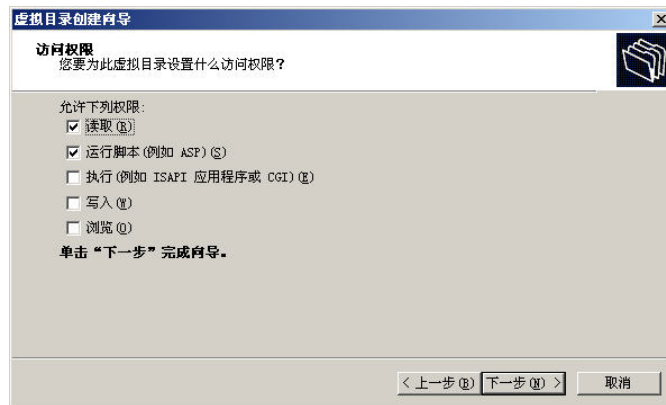 虚拟目录创建向导
访问权限
您要为此虚拟目录设置什么访问权限?
允许下列权限:
读取(R)
运行脚本(例如 ASP)(S)
执行(例如 ISAPI 应用程序或 CGI)(E)
写入(W)
浏览(O)
单击“下一步”完成向导。
< 上一步(B) 下一步(N) > 取消